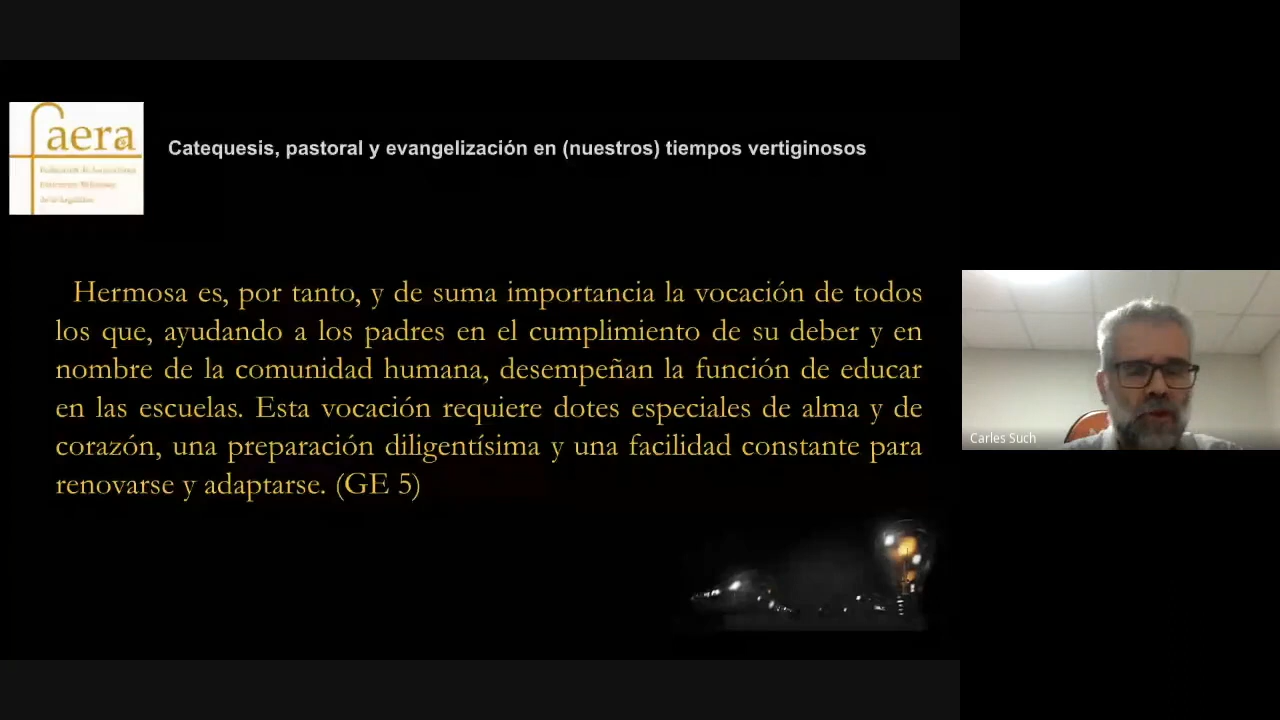 faera
Catequesis, pastoral y evangelización en (nuestros) tiempos vertiginosos
Hermosa es, por tanto, y de suma importancia la vocación de todos
los que, ayudando a los padres en el cumplimiento de su deber y en
nombre de la comunidad humana, desempeñan la función de educar
en las escuelas. Esta vocación requiere dotes especiales de alma y de
corazón, una preparación diligentísima y una facilidad constante para
renovarse y adaptarse. (GE 5)
Carles Such